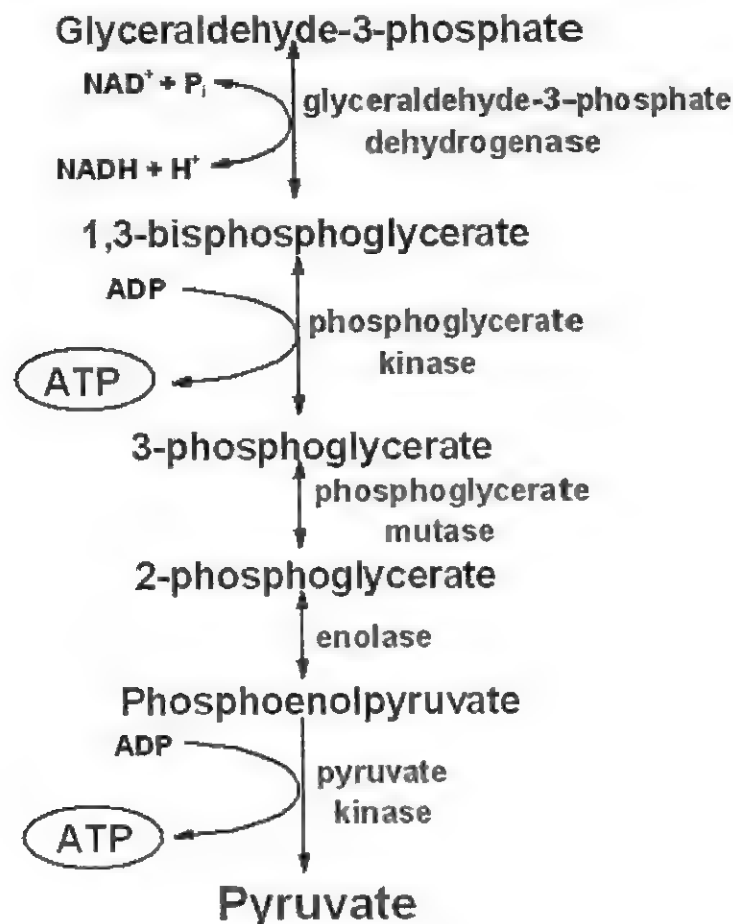 Glyceraldehyde-3-phosphate
NAD⁺ + Pᵢ
glyceraldehyde-3-phosphate
dehydrogenase
NADH + H⁺
1,3-bisphosphoglycerate
ADP
phosphoglycerate
kinase
ATP
3-phosphoglycerate
phosphoglycerate
mutase
2-phosphoglycerate
enolase
Phosphoenolpyruvate
ADP
pyruvate
kinase
ATP
Pyruvate